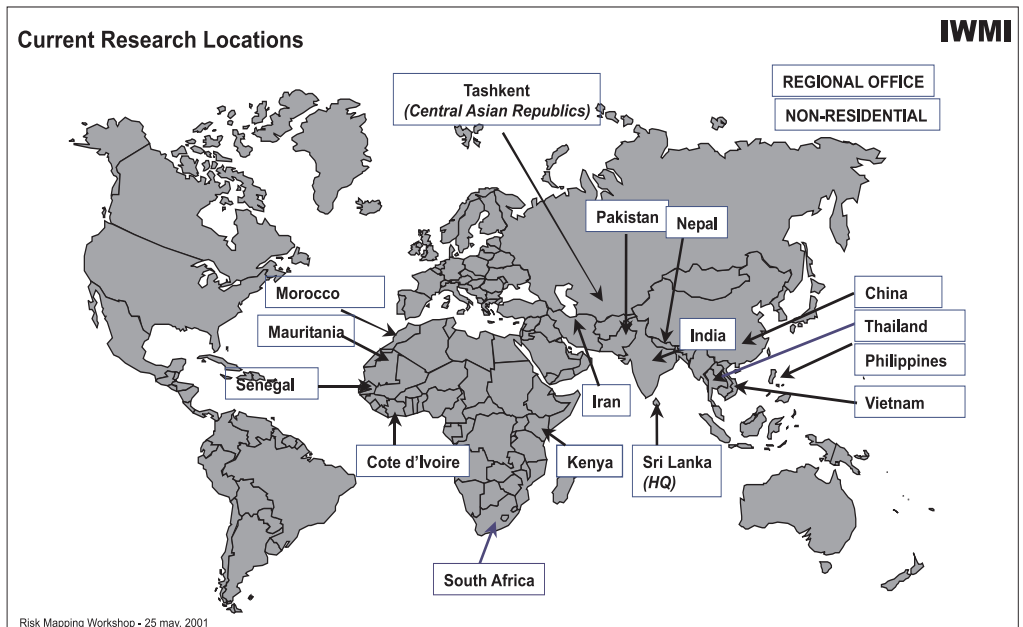 Current Research Locations
IWMI
REGIONAL OFFICE
NON-RESIDENTIAL
Tashkent
(Central Asian Republics)
Pakistan
Nepal
Morocco
China
Mauritania
India
Thailand
Philippines
Senegal
Iran
Vietnam
Cote d'Ivoire
Kenya
Sri Lanka
(HQ)
South Africa
Risk Mapping Workshop - 25 may, 2001